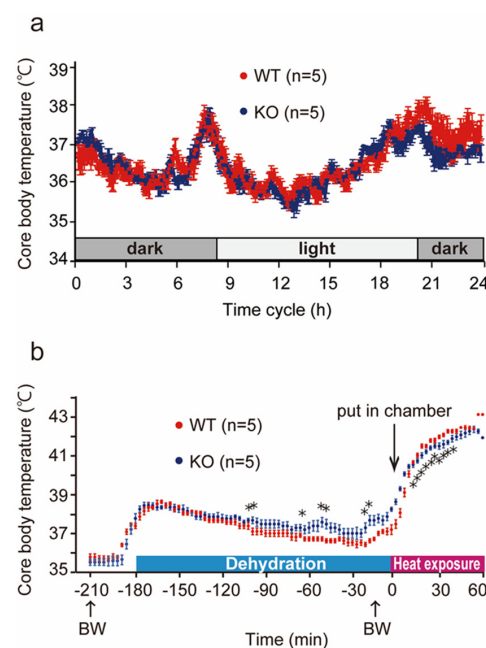 a
Core body temperature (℃)
39
38
37
36
35
34
WT (n=5)
KO (n=5)
dark
light
dark
0 3 6 9 12 15 18 21 24
Time cycle (h)
b
Core body temperature (℃)
43
41
39
37
35
WT (n=5)
KO (n=5)
put in chamber
** * ** ** *******
Dehydration
Heat exposure
-210 -180 -150 -120 -90 -60 -30 0 30 60
↑ ↑
BW BW
Time (min)